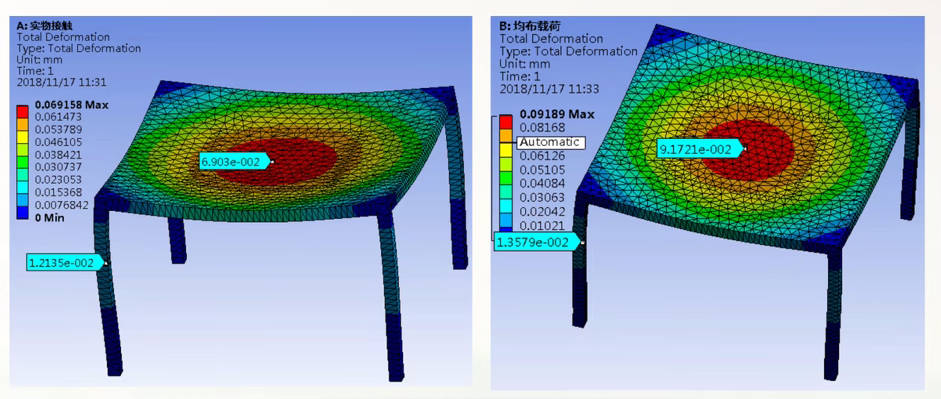 A: 实物接触
Total Deformation
Type: Total Deformation
Unit: mm
Time: 1
2018/11/17 11:31
0.069158 Max
0.061473
0.053789
0.046105
0.038421
0.030737
0.023053
0.015368
0.0076842
0 Min
6.903e-002
1.2135e-002
B: 均布载荷
Total Deformation
Type: Total Deformation
Unit: mm
Time: 1
2018/11/17 11:33
0.09189 Max
0.08168
Automatic
0.06126
0.05105
0.04084
0.03063
0.02042
0.01021
9.1721e-002
1.3579e-002